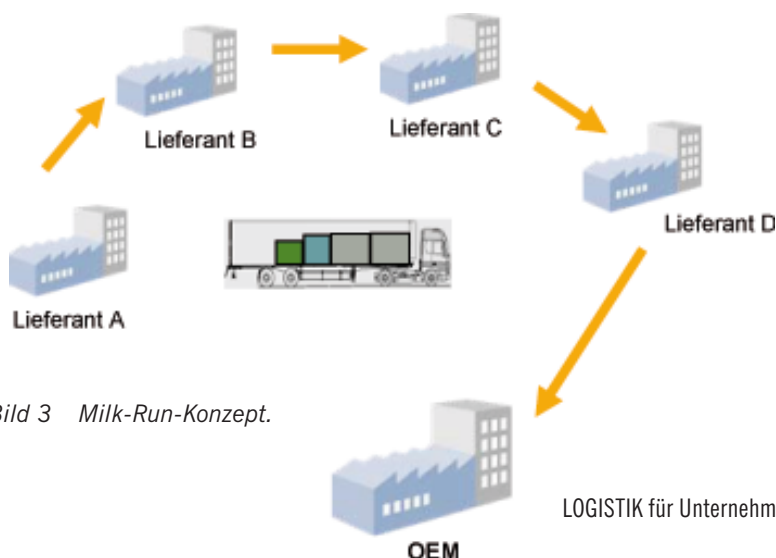 Lieferant B
Lieferant C
Lieferant D
Lieferant A
Bild 3 Milk-Run-Konzept.
LOGISTIK für Unternehm
OEM